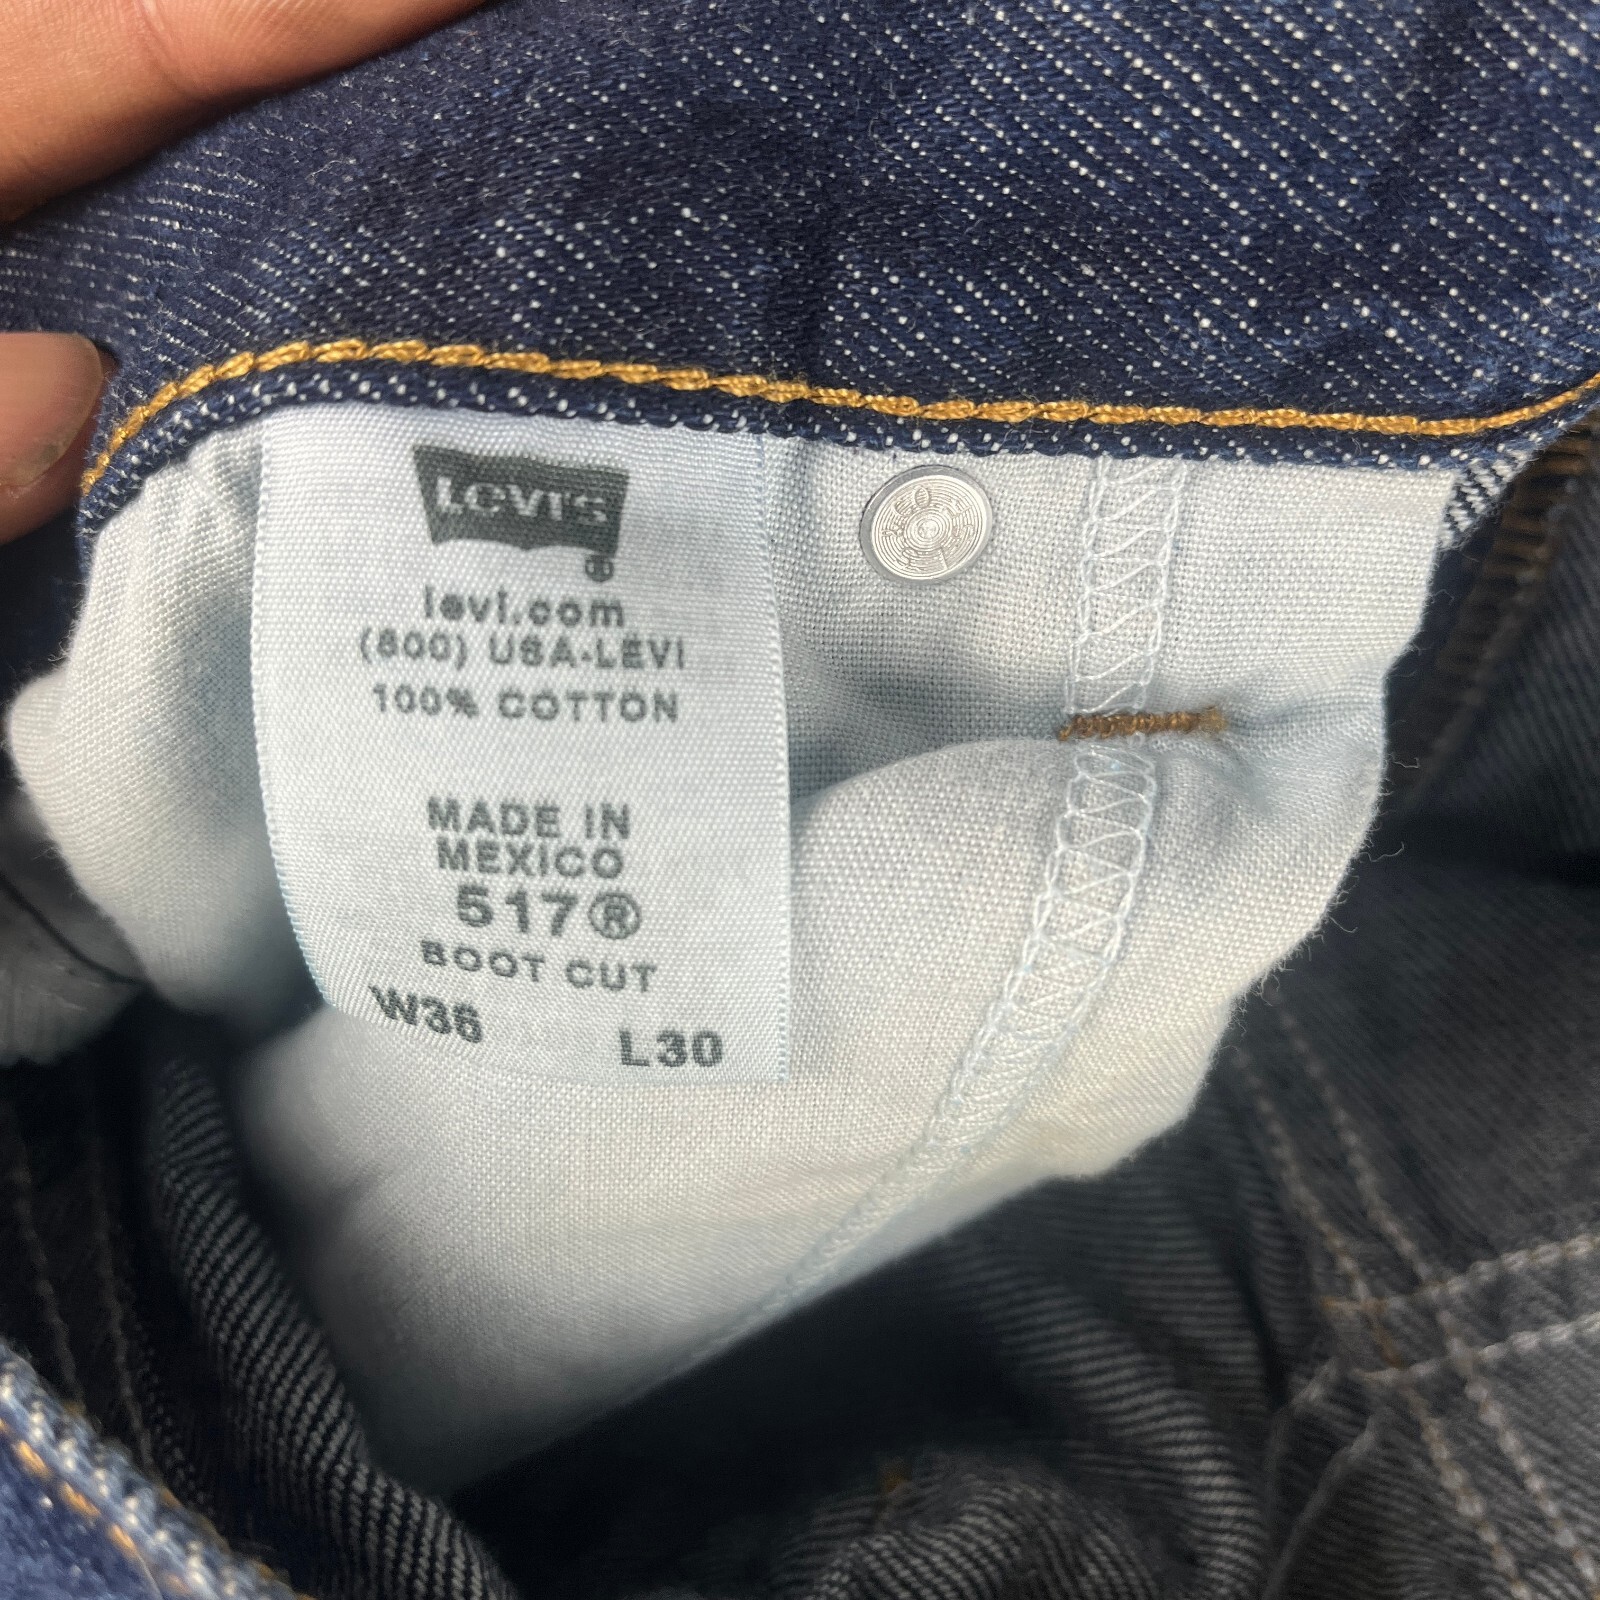 LEVI'S
®
levi.com
(800) USA-LEVI
100% COTTON
MADE IN
MEXICO
517®
BOOT CUT
W36 L30